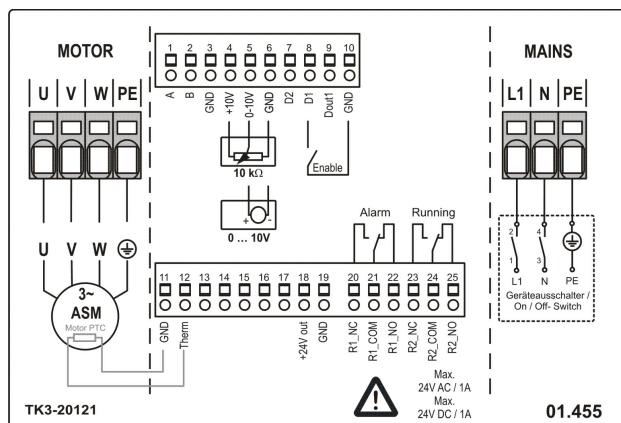 MOTOR
U V W PE
1 2 3 4 5 6 7 8 9 10
A B GND +10V 0-10V GND D2 D1 Dout1 GND
MAINS
L1 N PE
10 kΩ
Enable
+ -
0 ... 10V
U V W
3~
ASM
Motor PTC
Alarm Running
11 12 13 14 15 16 17 18 19 20 21 22 23 24 25
GND Therm +24V out GND R1_NC R1_COM R1_NO R2_NC R2_COM R2_NO
2 4
1 3
L1 N PE
Geräteausschalter /
On / Off- Switch
Max.
24V AC / 1A
Max.
24V DC / 1A
TK3-20121
01.455